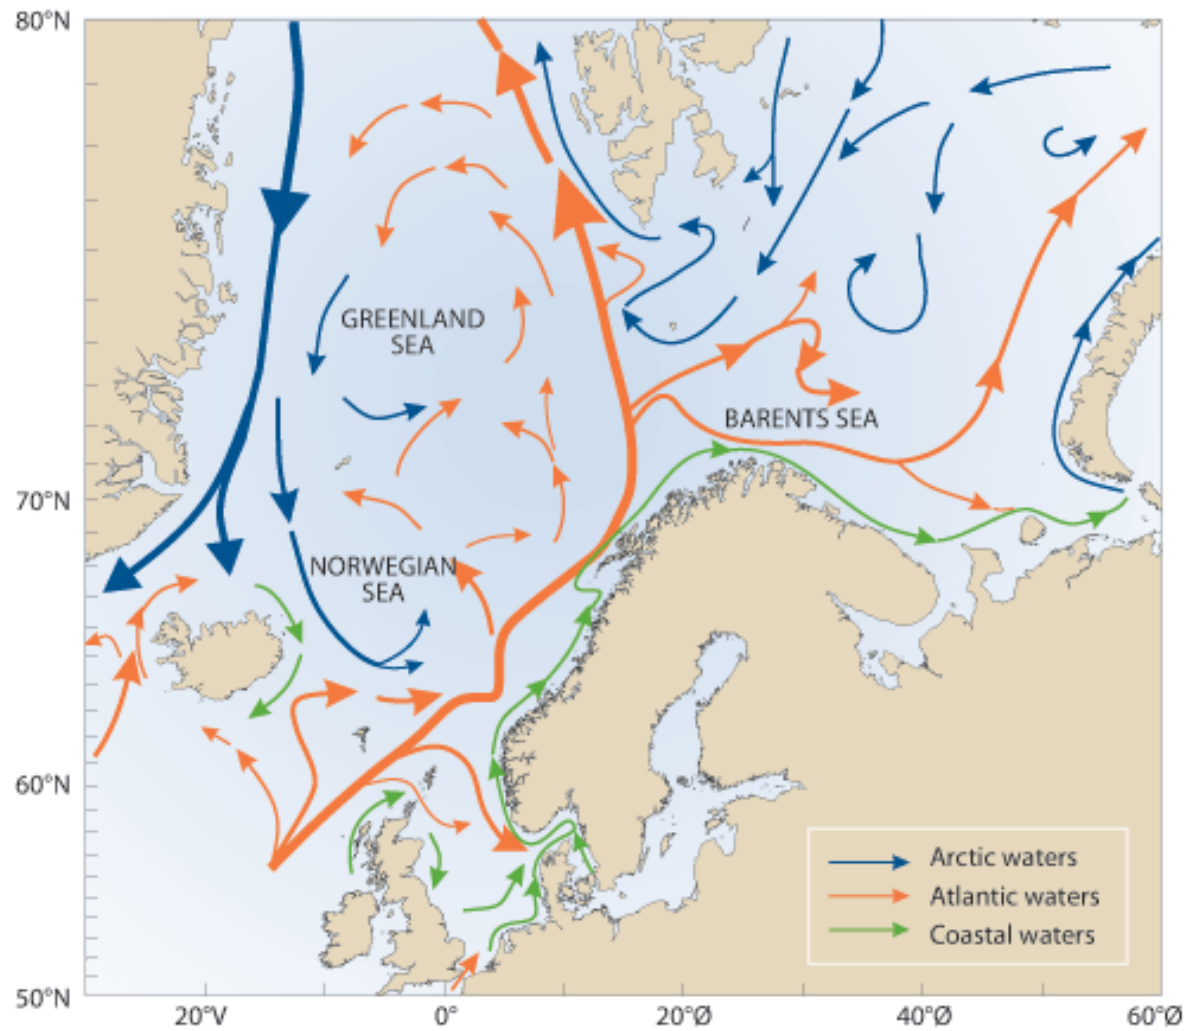 80°N
GREENLAND
SEA
BARENTS SEA
70°N
NORWEGIAN
SEA
60°N
Arctic waters
Atlantic waters
Coastal waters
50°N
20°V
0°
20°Ø
40°Ø
60°Ø